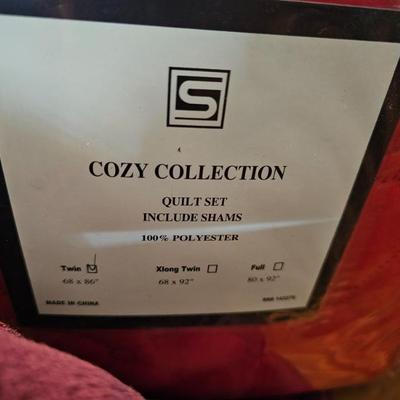 S
COZY COLLECTION
QUILT SET
INCLUDE SHAMS
100% POLYESTER
Twin ☑ Xlong Twin ☐ Full ☐
68 x 86" 68 x 92" 80 x 92"
MADE IN CHINA